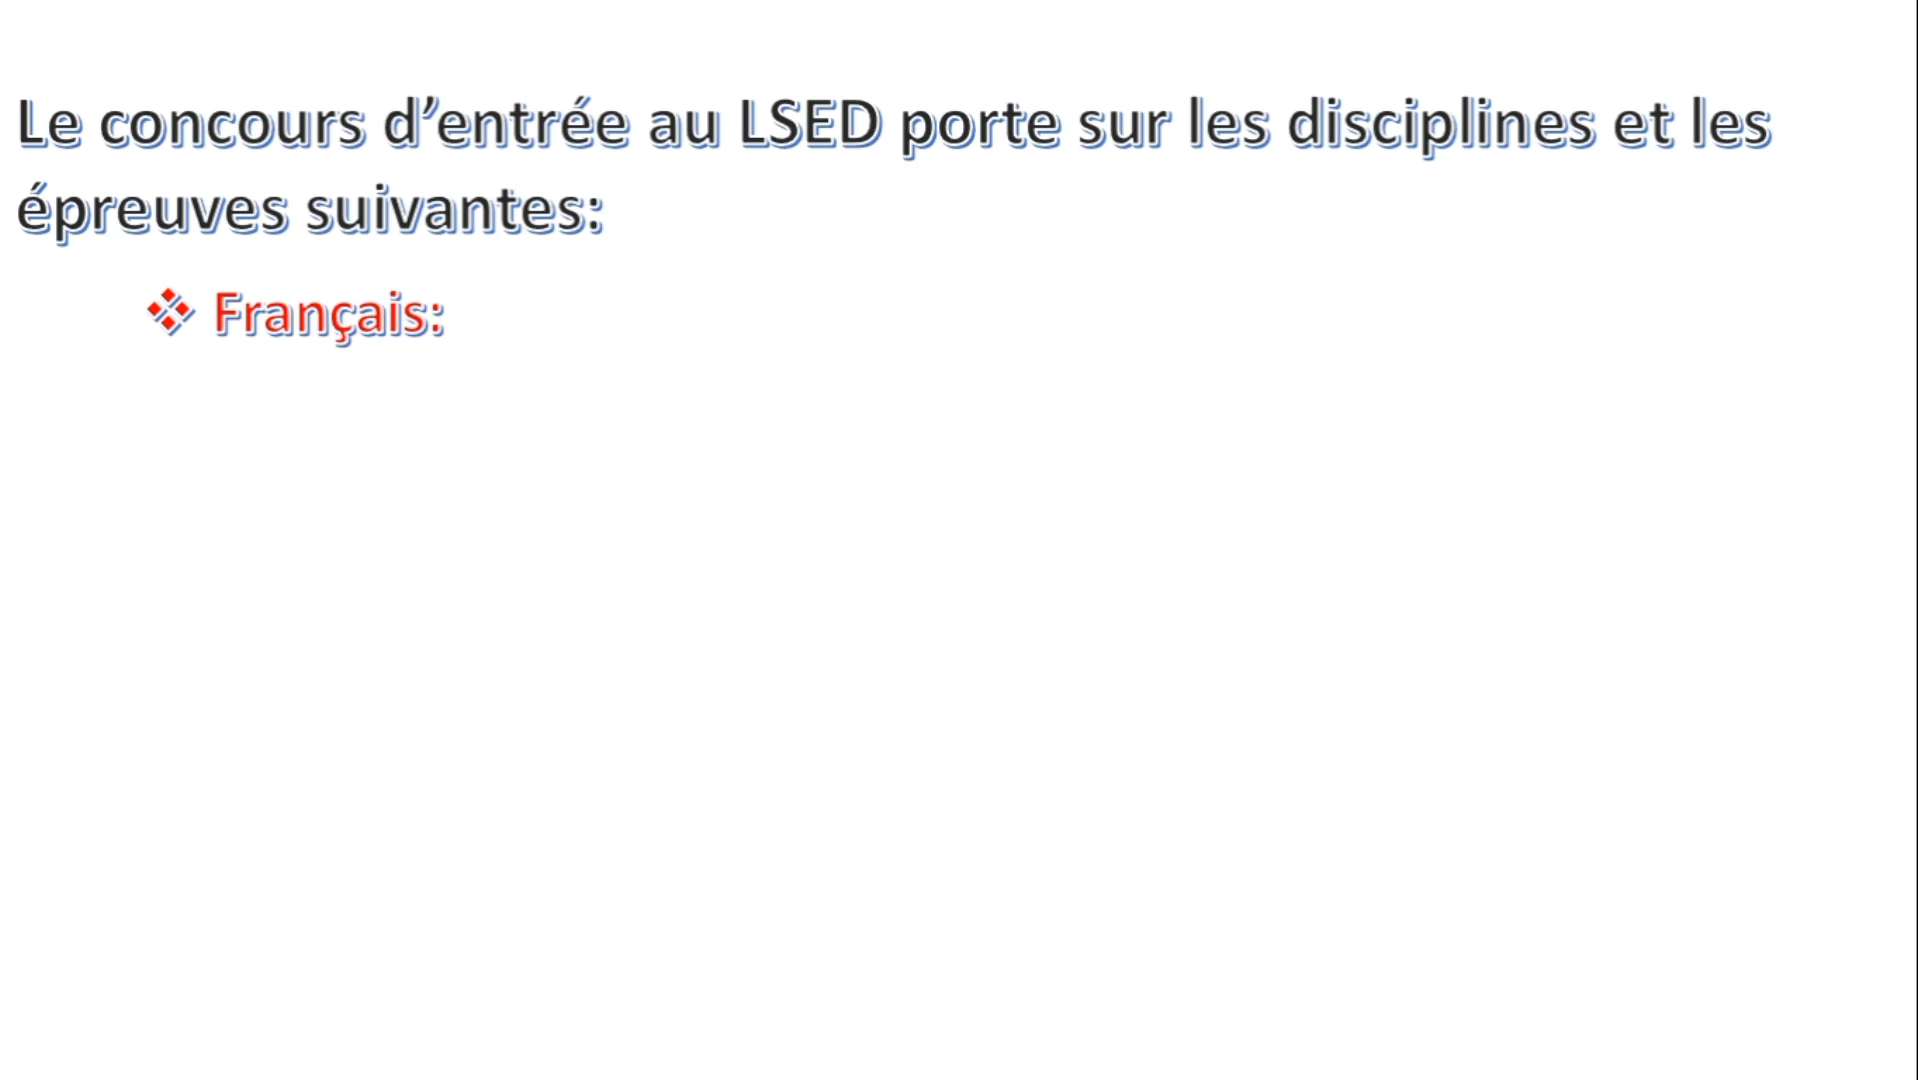 Le concours d’entrée au LSED porte sur les disciplines et les
épreuves suivantes:
❖ Français: